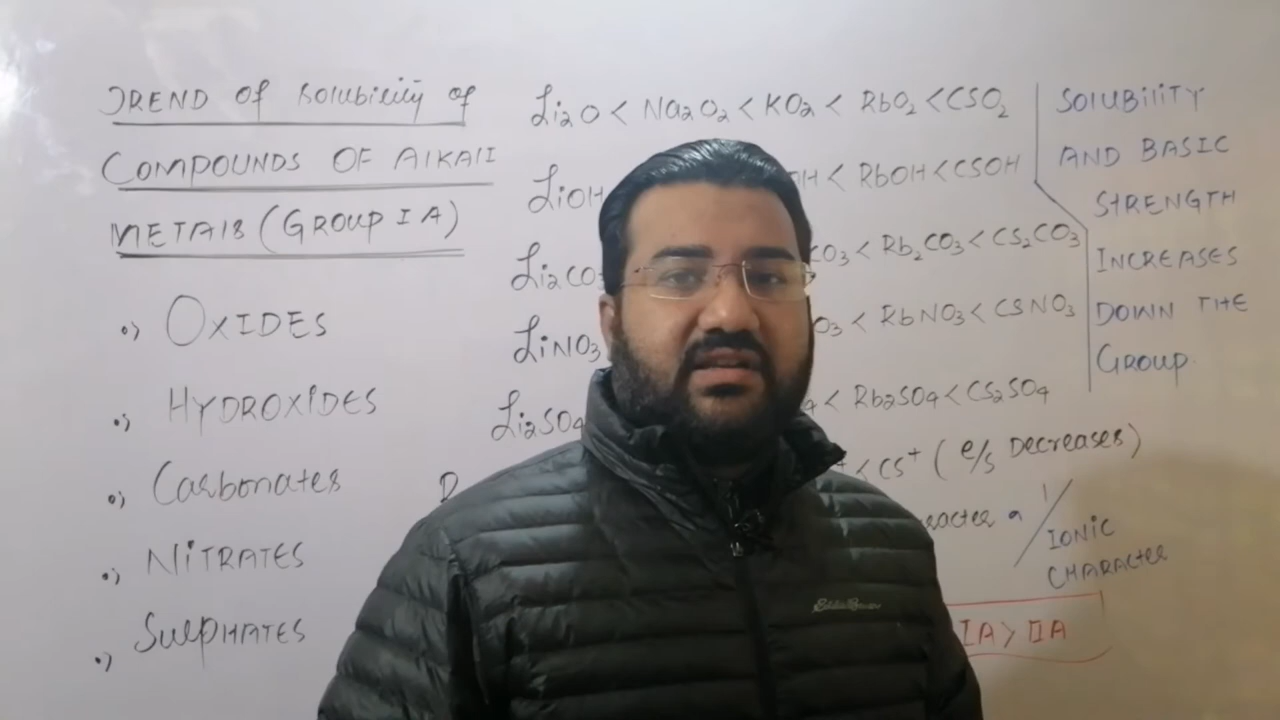 TREND OF SOLUBILITY OF
COMPOUNDS OF ALKALI
METALS (GROUP I A)
OXIDES
HYDROXIDES
Carbonates
NITRATES
SULPHATES
Li₂O < Na₂O₂ < KO₂ < RbO₂ < CSO₂
LiOH H < RbOH < CSOH
Li₂CO₃ CO₃ < Rb₂CO₃ < CS₂CO₃
LiNO₃ O₃ < RbNO₃ < CSNO₃
Li₂SO₄ 4 < Rb₂SO₄ < CS₂SO₄
< CS⁺ ( e/s Decreases)
1/IONIC
CHARACTER
IA > IIA
SOLUBILITY
AND BASIC
STRENGTH
INCREASES
DOWN THE
GROUP.
Eddie Bauer